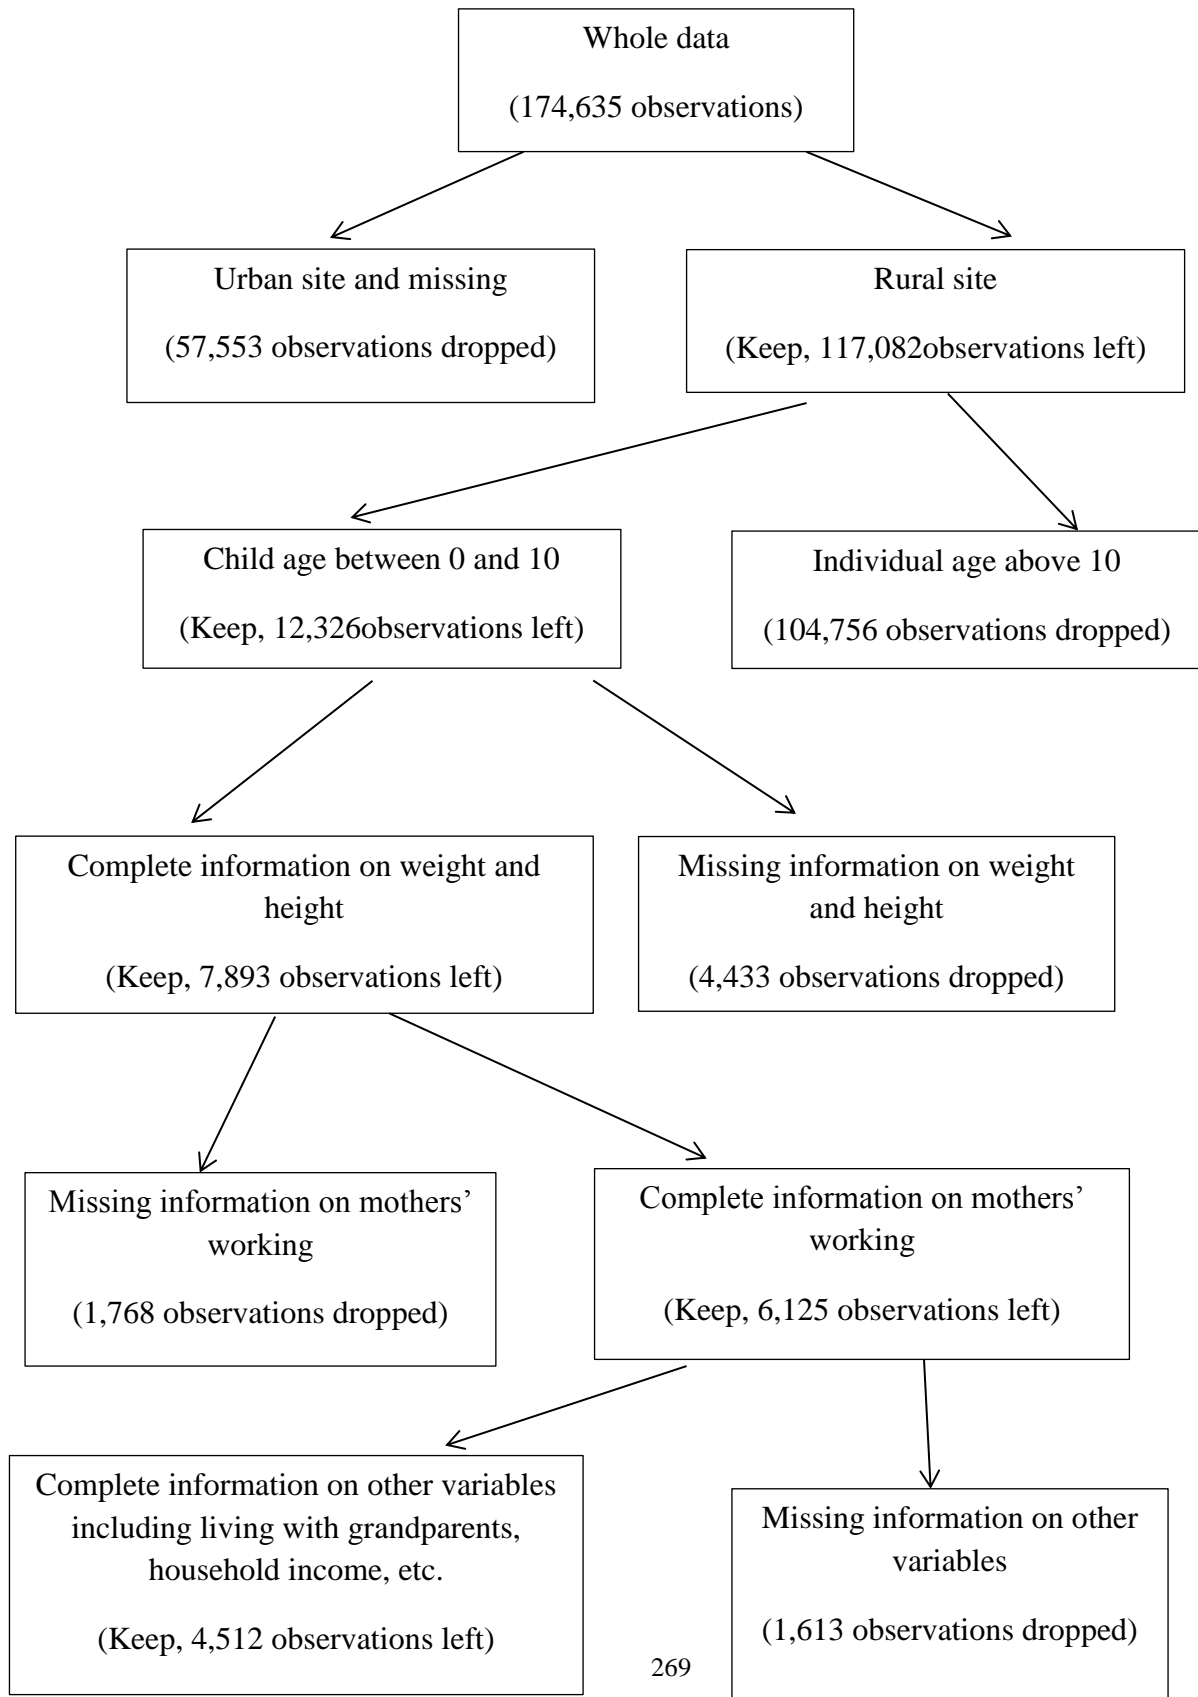 Whole data
(174,635 observations)
Urban site and missing
(57,553 observations dropped)
Rural site
(Keep, 117,082observations left)
Child age between 0 and 10
(Keep, 12,326observations left)
Individual age above 10
(104,756 observations dropped)
Complete information on weight and
height
(Keep, 7,893 observations left)
Missing information on weight
and height
(4,433 observations dropped)
Missing information on mothers’
working
(1,768 observations dropped)
Complete information on mothers’
working
(Keep, 6,125 observations left)
Complete information on other variables
including living with grandparents,
household income, etc.
(Keep, 4,512 observations left)
Missing information on other
variables
(1,613 observations dropped)
269